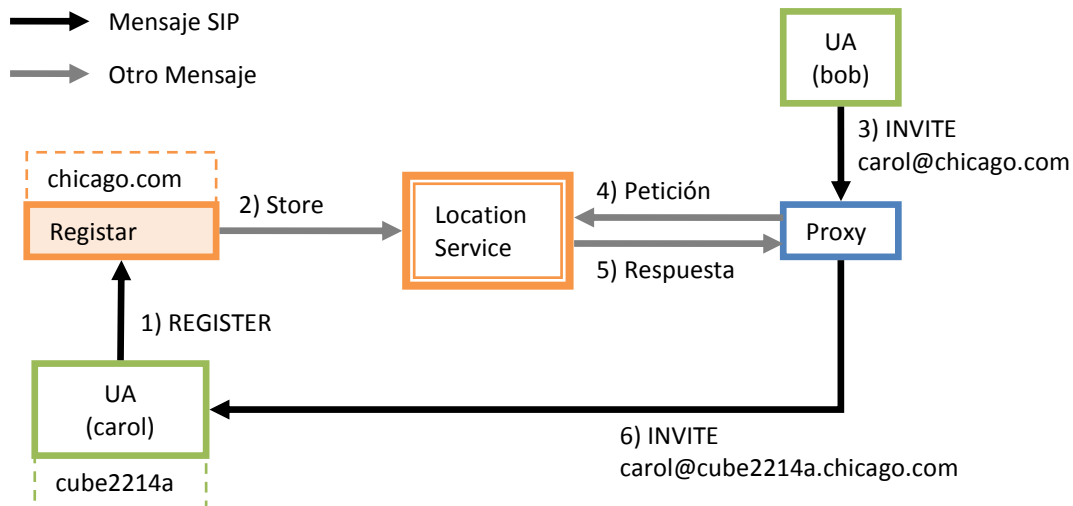 Mensaje SIP
Otro Mensaje
UA
(bob)
3) INVITE
carol@chicago.com
chicago.com
Registar
2) Store
Location
Service
4) Petición
5) Respuesta
Proxy
1) REGISTER
UA
(carol)
cube2214a
6) INVITE
carol@cube2214a.chicago.com